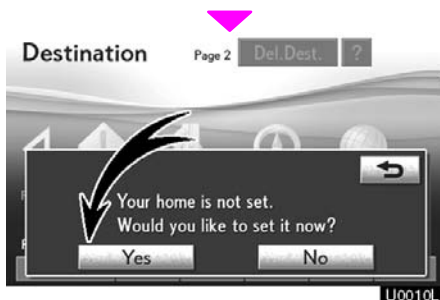 Destination Page 2 Del.Dest. ?
Your home is not set.
Would you like to set it now?
Yes No
U0010L